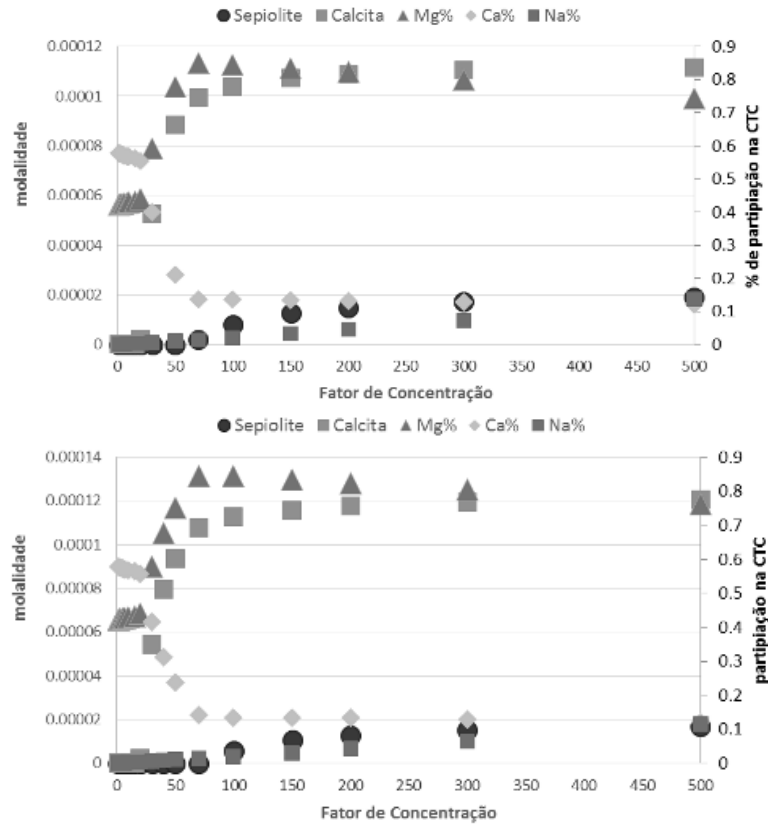 Sepiolite Calcita Mg% Ca% Na%
0.00012 0.9
0.8
0.0001 0.7
0.00008 0.6
0.5
0.00006 0.4
0.00004 0.3
0.2
0.00002 0.1
0 0
molalidade
% de partipiação na CTC
0 50 100 150 200 250 300 350 400 450 500
Fator de Concentração
Sepiolite Calcita Mg% Ca% Na%
0.00014 0.9
0.00012 0.8
0.7
0.0001 0.6
0.00008 0.5
0.00006 0.4
0.3
0.00004 0.2
0.00002 0.1
0 0
molalidade
partipiação na CTC
0 50 100 150 200 250 300 350 400 450 500
Fator de Concentração